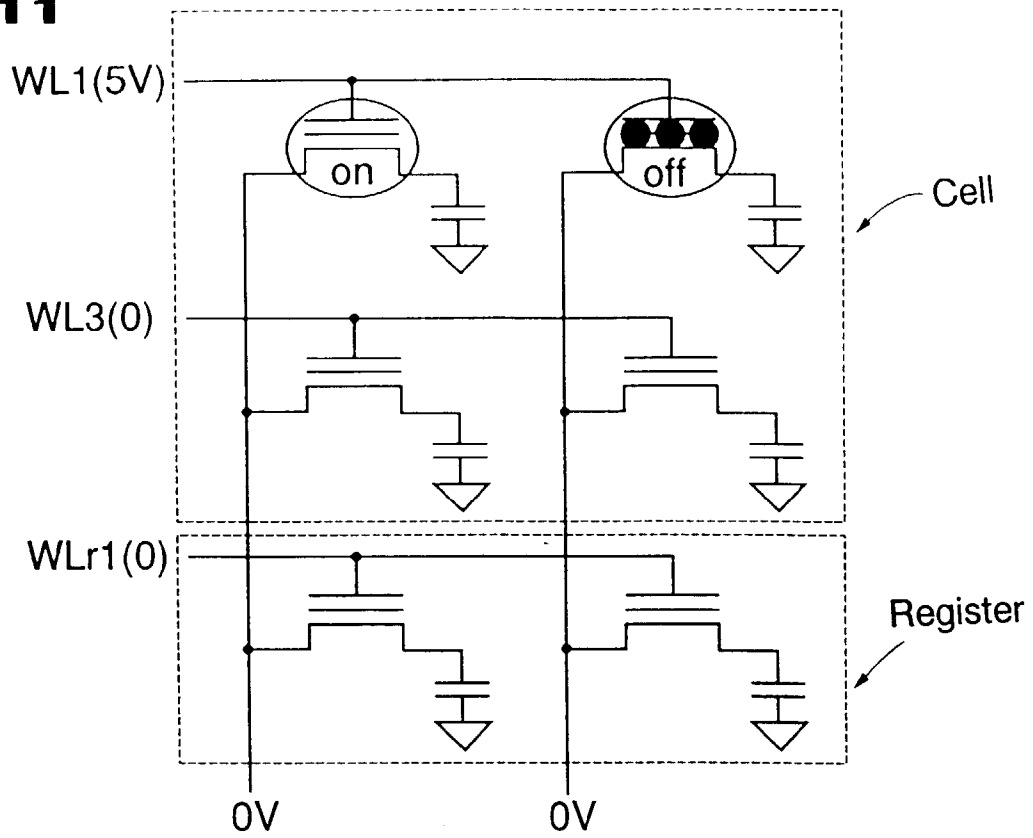 11
WL1(5V)
on
off
Cell
WL3(0)
WLr1(0)
Register
0V
0V